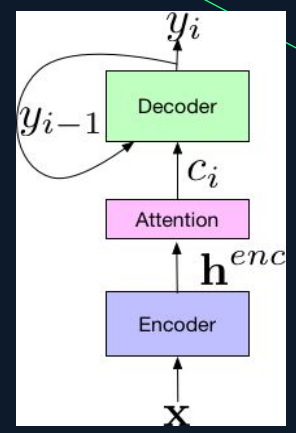 y_i
Decoder
y_{i-1}
c_i
Attention
h^{enc}
Encoder
x